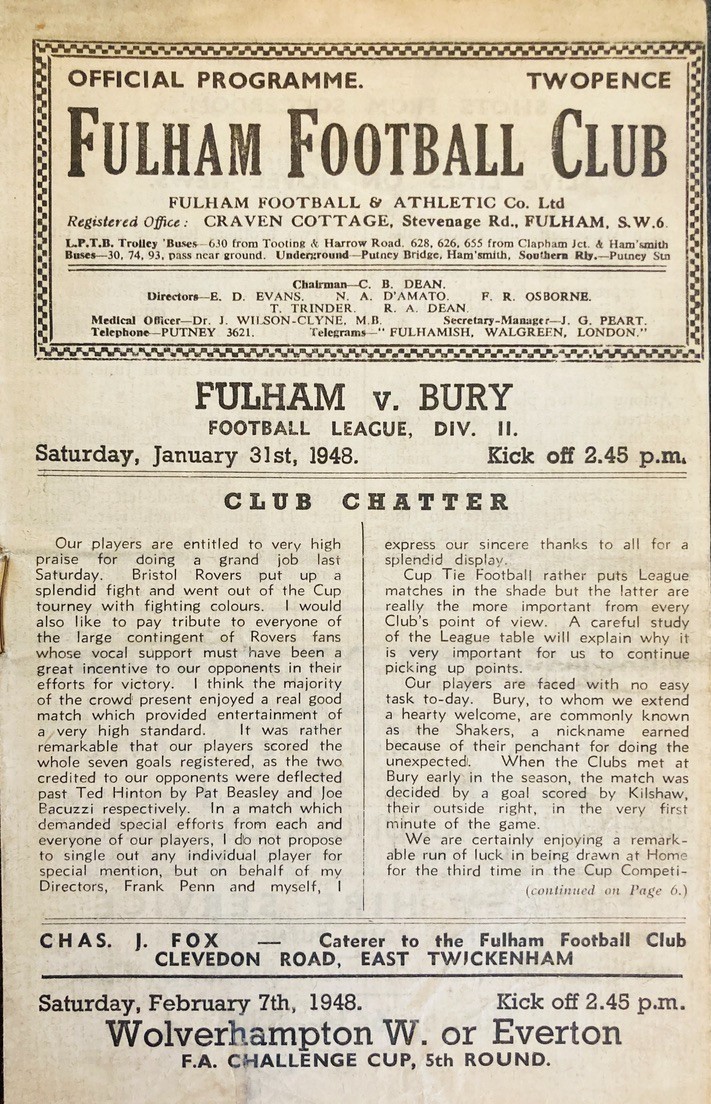 OFFICIAL PROGRAMME. TWOPENCE
FULHAM FOOTBALL CLUB
FULHAM FOOTBALL & ATHLETIC Co. Ltd
Registered Office: CRAVEN COTTAGE, Stevenage Rd., FULHAM, S.W.6
L.P.T.B. Trolley 'Buses—630 from Tooting & Harrow Road, 628, 626, 655 from Clapham Jct. & Ham'smith
Buses—30, 74, 93, pass near ground. Underground—Putney Bridge, Ham'smith, Southern Rly.—Putney Stn
Chairman—C. B. DEAN.
Directors—E. D. EVANS. N. A. D'AMATO. F. R. OSBORNE.
T. TRINDER. R. A. DEAN
Medical Officer—Dr. J. WILSON-CLYNE, M.B. Secretary-Manager—J. G. PEART.
Telephone—PUTNEY 3621. Telegrams—" FULHAMISH, WALGREEN, LONDON."
FULHAM v. BURY
FOOTBALL LEAGUE, DIV. II.
Saturday, January 31st, 1948. Kick off 2.45 p.m.
CLUB CHATTER
Our players are entitled to very high
praise for doing a grand job last
Saturday. Bristol Rovers put up a
splendid fight and went out of the Cup
tourney with fighting colours. I would
also like to pay tribute to everyone of
the large contingent of Rovers fans
whose vocal support must have been a
great incentive to our opponents in their
efforts for victory. I think the majority
of the crowd present enjoyed a real good
match which provided entertainment of
a very high standard. It was rather
remarkable that our players scored the
whole seven goals registered, as the two
credited to our opponents were deflected
past Ted Hinton by Pat Beasley and Joe
Bacuzzi respectively. In a match which
demanded special efforts from each and
everyone of our players, I do not propose
to single out any individual player for
special mention, but on behalf of my
Directors, Frank Penn and myself, I
express our sincere thanks to all for a
splendid display.
Cup Tie Football rather puts League
matches in the shade but the latter are
really the more important from every
Club's point of view. A careful study
of the League table will explain why it
is very important for us to continue
picking up points.
Our players are faced with no easy
task to-day. Bury, to whom we extend
a hearty welcome, are commonly known
as the Shakers, a nickname earned
because of their penchant for doing the
unexpected. When the Clubs met at
Bury early in the season, the match was
decided by a goal scored by Kilshaw,
their outside right, in the very first
minute of the game.
We are certainly enjoying a remark-
able run of luck in being drawn at Home
for the third time in the Cup Competi-
(continued on Page 6.)
CHAS. J. FOX — Caterer to the Fulham Football Club
CLEVEDON ROAD, EAST TWICKENHAM
Saturday, February 7th, 1948. Kick off 2.45 p.m.
Wolverhampton W. or Everton
F.A. CHALLENGE CUP, 5th ROUND.